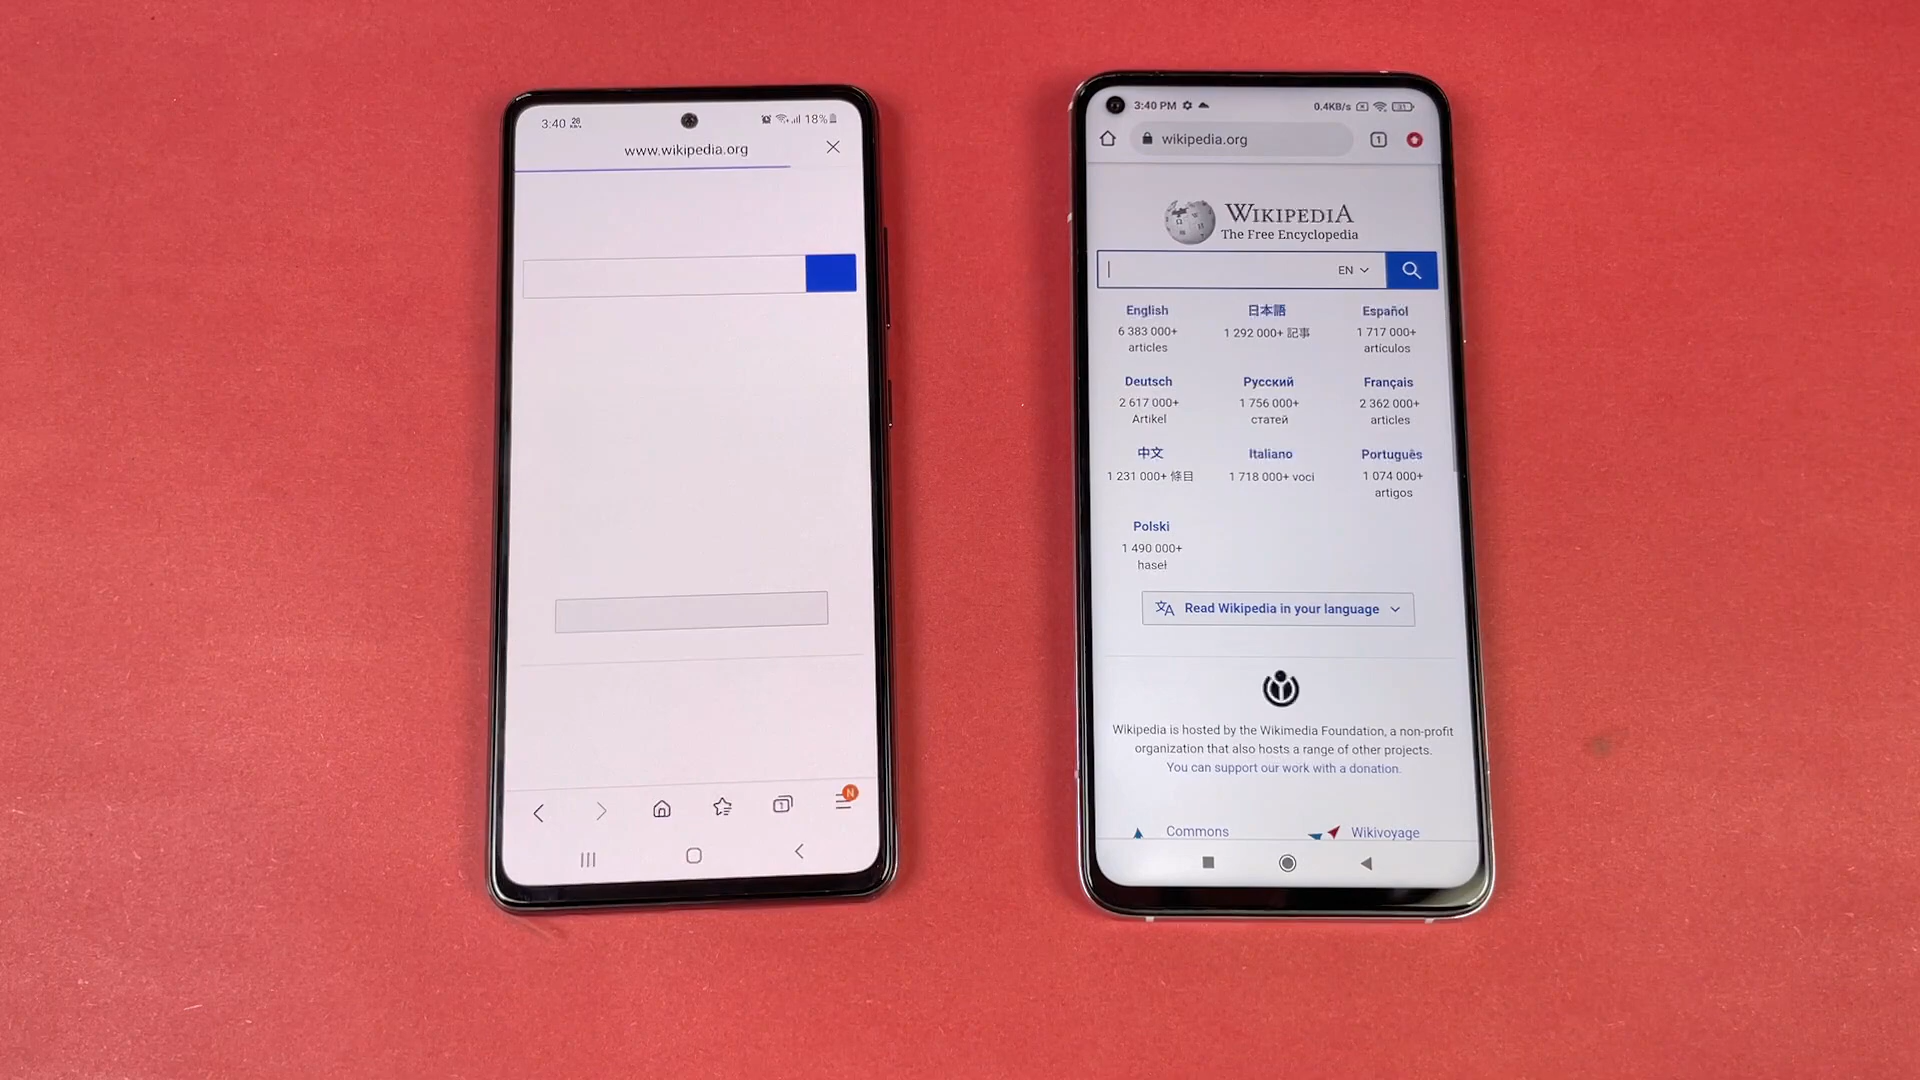 3:40 28 KB/s 18%
www.wikipedia.org
1
N
3:40 PM 0.4KB/s 31
wikipedia.org 1
WIKIPEDIA
The Free Encyclopedia
EN
English 日本語 Español
6 383 000+ 1 292 000+ 記事 1 717 000+
articles artículos
Deutsch Русский Français
2 617 000+ 1 756 000+ 2 362 000+
Artikel статей articles
中文 Italiano Português
1 231 000+ 條目 1 718 000+ voci 1 074 000+
artigos
Polski
1 490 000+
haseł
Read Wikipedia in your language
Wikipedia is hosted by the Wikimedia Foundation, a non-profit
organization that also hosts a range of other projects.
You can support our work with a donation.
Commons Wikivoyage